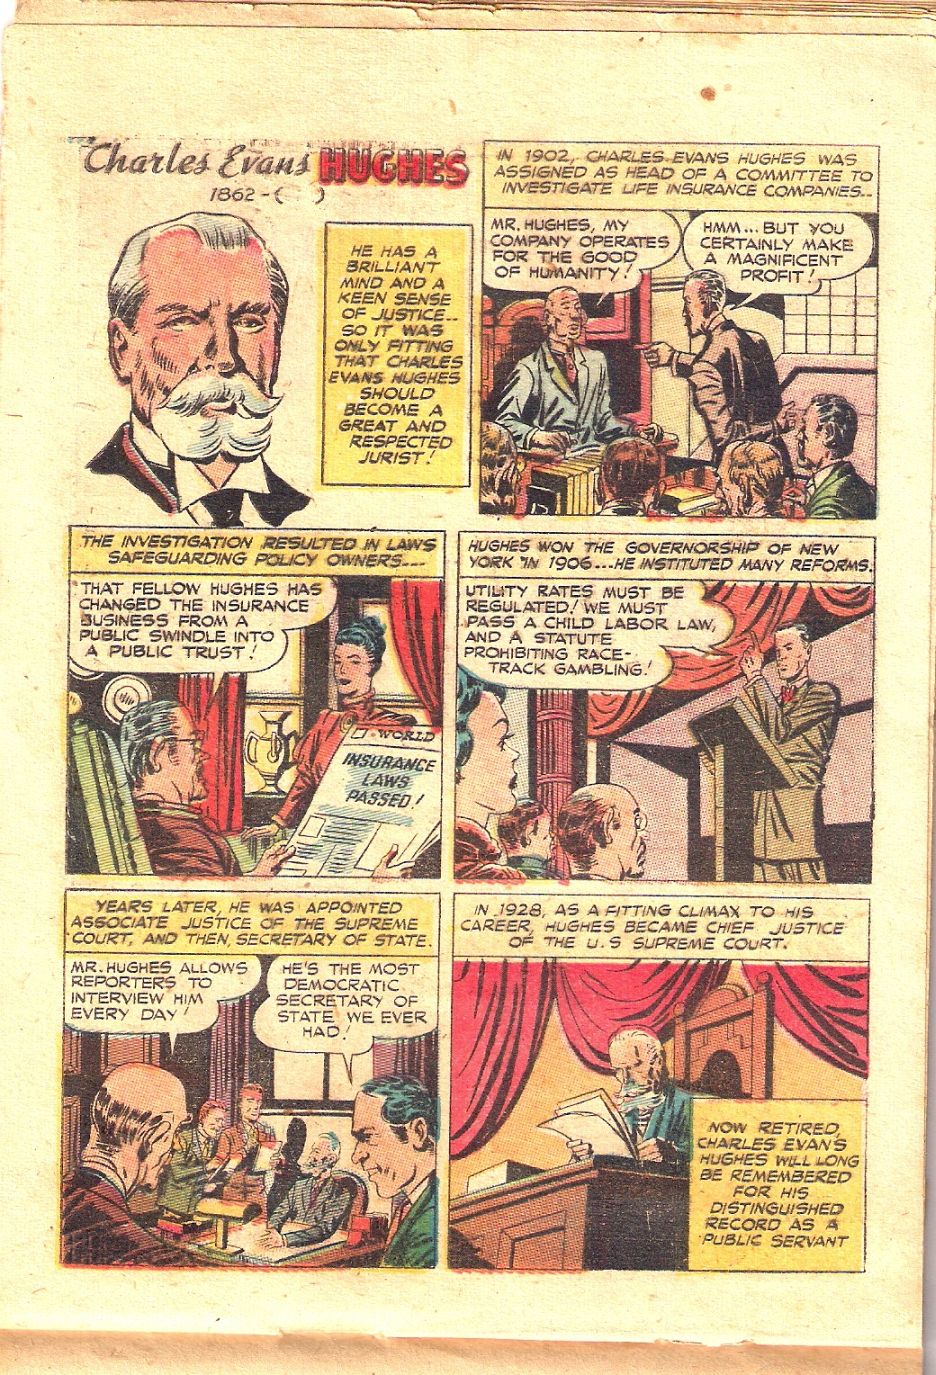 Charles Evans HUGHES
1862-( )
HE HAS A
BRILLIANT
MIND AND A
KEEN SENSE
OF JUSTICE--
SO IT WAS
ONLY FITTING
THAT CHARLES
EVANS HUGHES
SHOULD
BECOME A
GREAT AND
RESPECTED
JURIST!
IN 1902, CHARLES EVANS HUGHES WAS
ASSIGNED AS HEAD OF A COMMITTEE TO
INVESTIGATE LIFE INSURANCE COMPANIES--
MR. HUGHES, MY
COMPANY OPERATES
FOR THE GOOD
OF HUMANITY!
HMM... BUT YOU
CERTAINLY MAKE
A MAGNIFICENT
PROFIT!
THE INVESTIGATION RESULTED IN LAWS
SAFEGUARDING POLICY OWNERS---
THAT FELLOW HUGHES HAS
CHANGED THE INSURANCE
BUSINESS FROM A
PUBLIC SWINDLE INTO
A PUBLIC TRUST!
WORLD
INSURANCE
LAWS
PASSED!
HUGHES WON THE GOVERNORSHIP OF NEW
YORK IN 1906...HE INSTITUTED MANY REFORMS.
UTILITY RATES MUST BE
REGULATED! WE MUST
PASS A CHILD LABOR LAW,
AND A STATUTE
PROHIBITING RACE-
TRACK GAMBLING!
YEARS LATER, HE WAS APPOINTED
ASSOCIATE JUSTICE OF THE SUPREME
COURT, AND THEN, SECRETARY OF STATE.
MR. HUGHES ALLOWS
REPORTERS TO
INTERVIEW HIM
EVERY DAY!
HE'S THE MOST
DEMOCRATIC
SECRETARY OF
STATE WE EVER
HAD!
IN 1928, AS A FITTING CLIMAX TO HIS
CAREER, HUGHES BECAME CHIEF JUSTICE
OF THE U.S SUPREME COURT.
NOW RETIRED,
CHARLES EVAN'S
HUGHES WILL LONG
BE REMEMBERED
FOR HIS
DISTINGUISHED
RECORD AS A
PUBLIC SERVANT